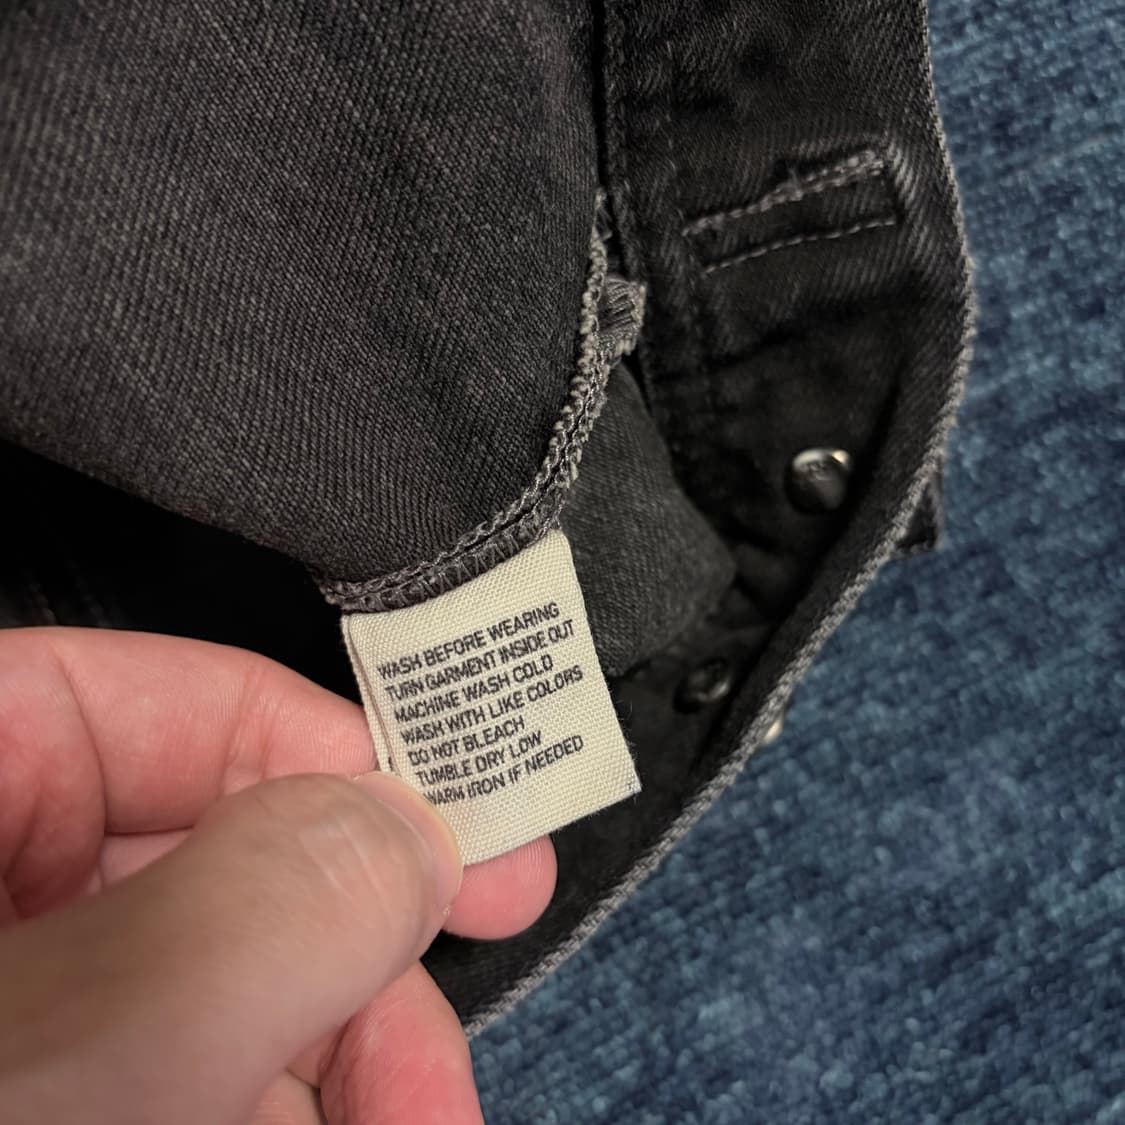 WASH BEFORE WEARING
TURN GARMENT INSIDE OUT
MACHINE WASH COLD
WASH WITH LIKE COLORS
DO NOT BLEACH
TUMBLE DRY LOW
WARM IRON IF NEEDED